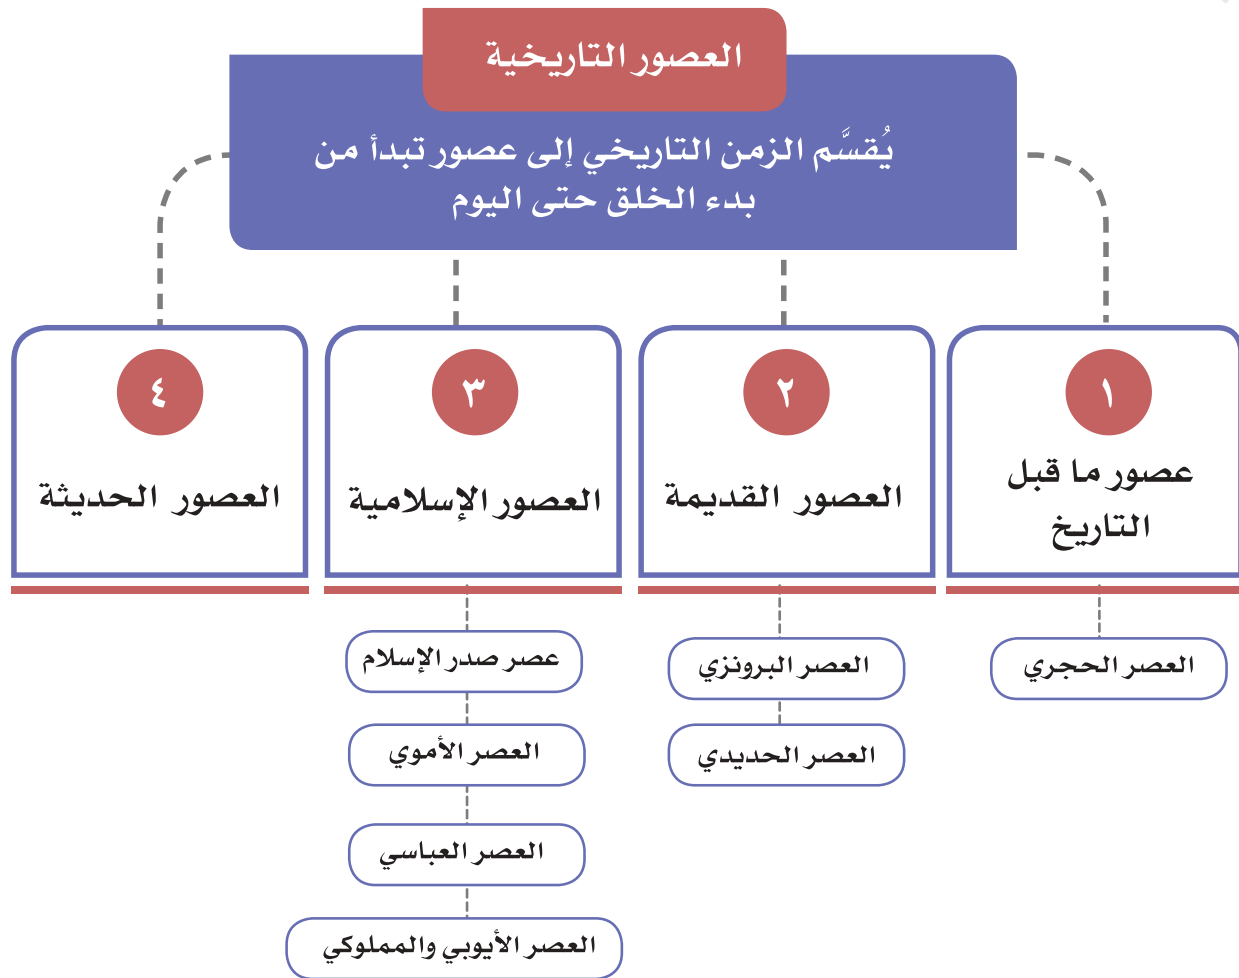 العصور التاريخية
يُقسَّم الزمن التاريخي إلى عصور تبدأ من
بدء الخلق حتى اليوم
١
عصور ما قبل
التاريخ
العصر الحجري
٢
العصور القديمة
العصر البرونزي
العصر الحديدي
٣
العصور الإسلامية
عصر صدر الإسلام
العصر الأموي
العصر العباسي
العصر الأيوبي والمملوكي
٤
العصور الحديثة